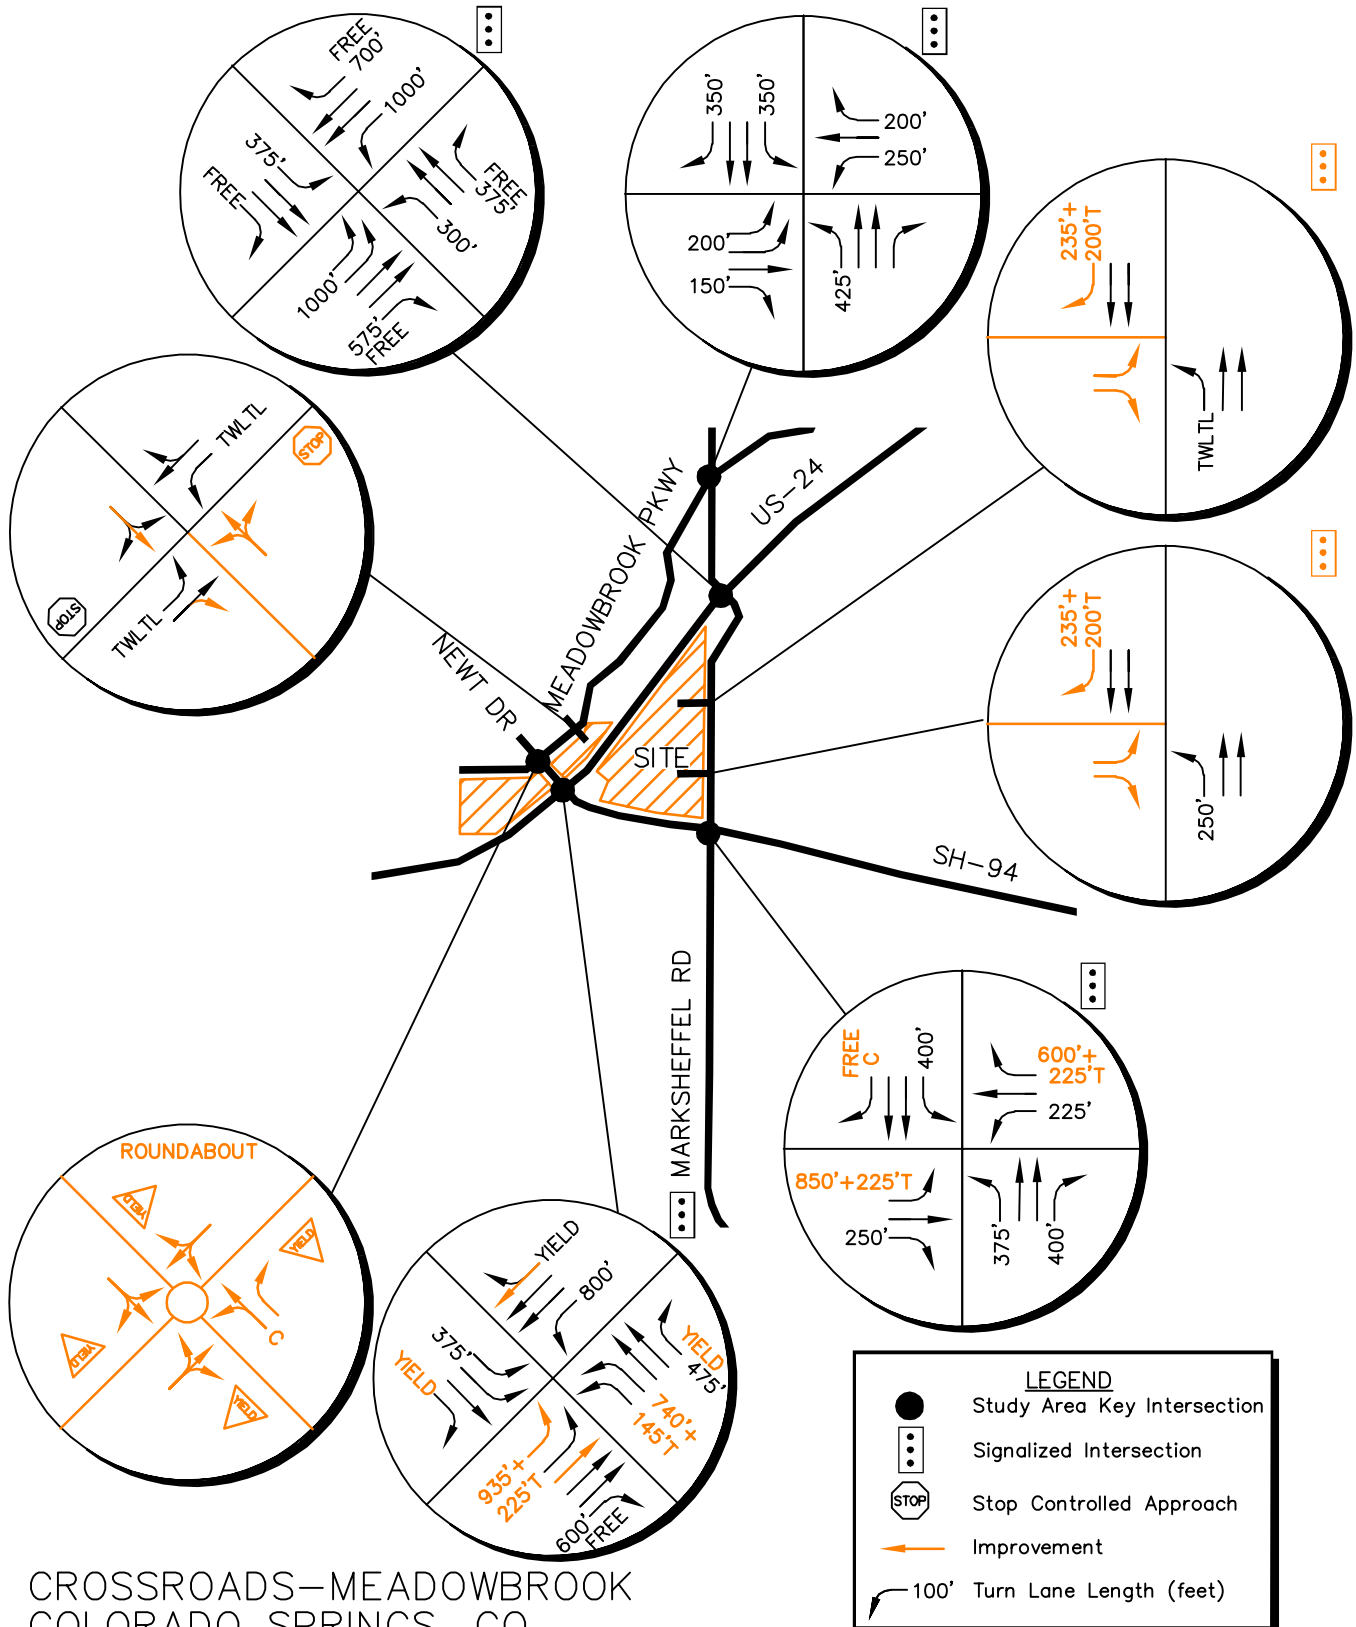 FREE
700'
1000'
375'
FREE
FREE
375'
300'
1000'
575'
FREE
350'
350'
200'
250'
200'
150'
425'
235'+
200'T
TWLTL
TWLTL
STOP
STOP
TWLTL
235'+
200'T
250'
MEADOWBROOK PKWY
US-24
NEWT DR
SITE
SH-94
MARKSHEFFEL RD
FREE
C
400'
600'+
225'T
225'
850'+225'T
250'
375'
400'
ROUNDABOUT
YIELD
YIELD
YIELD
YIELD
C
YIELD
800'
375'
YIELD
YIELD
475'
740'+
145'T
935'+
225'T
600'
FREE
LEGEND
Study Area Key Intersection
Signalized Intersection
STOP
Stop Controlled Approach
Improvement
100' Turn Lane Length (feet)
CROSSROADS-MEADOWBROOK
COLORADO SPRINGS, CO